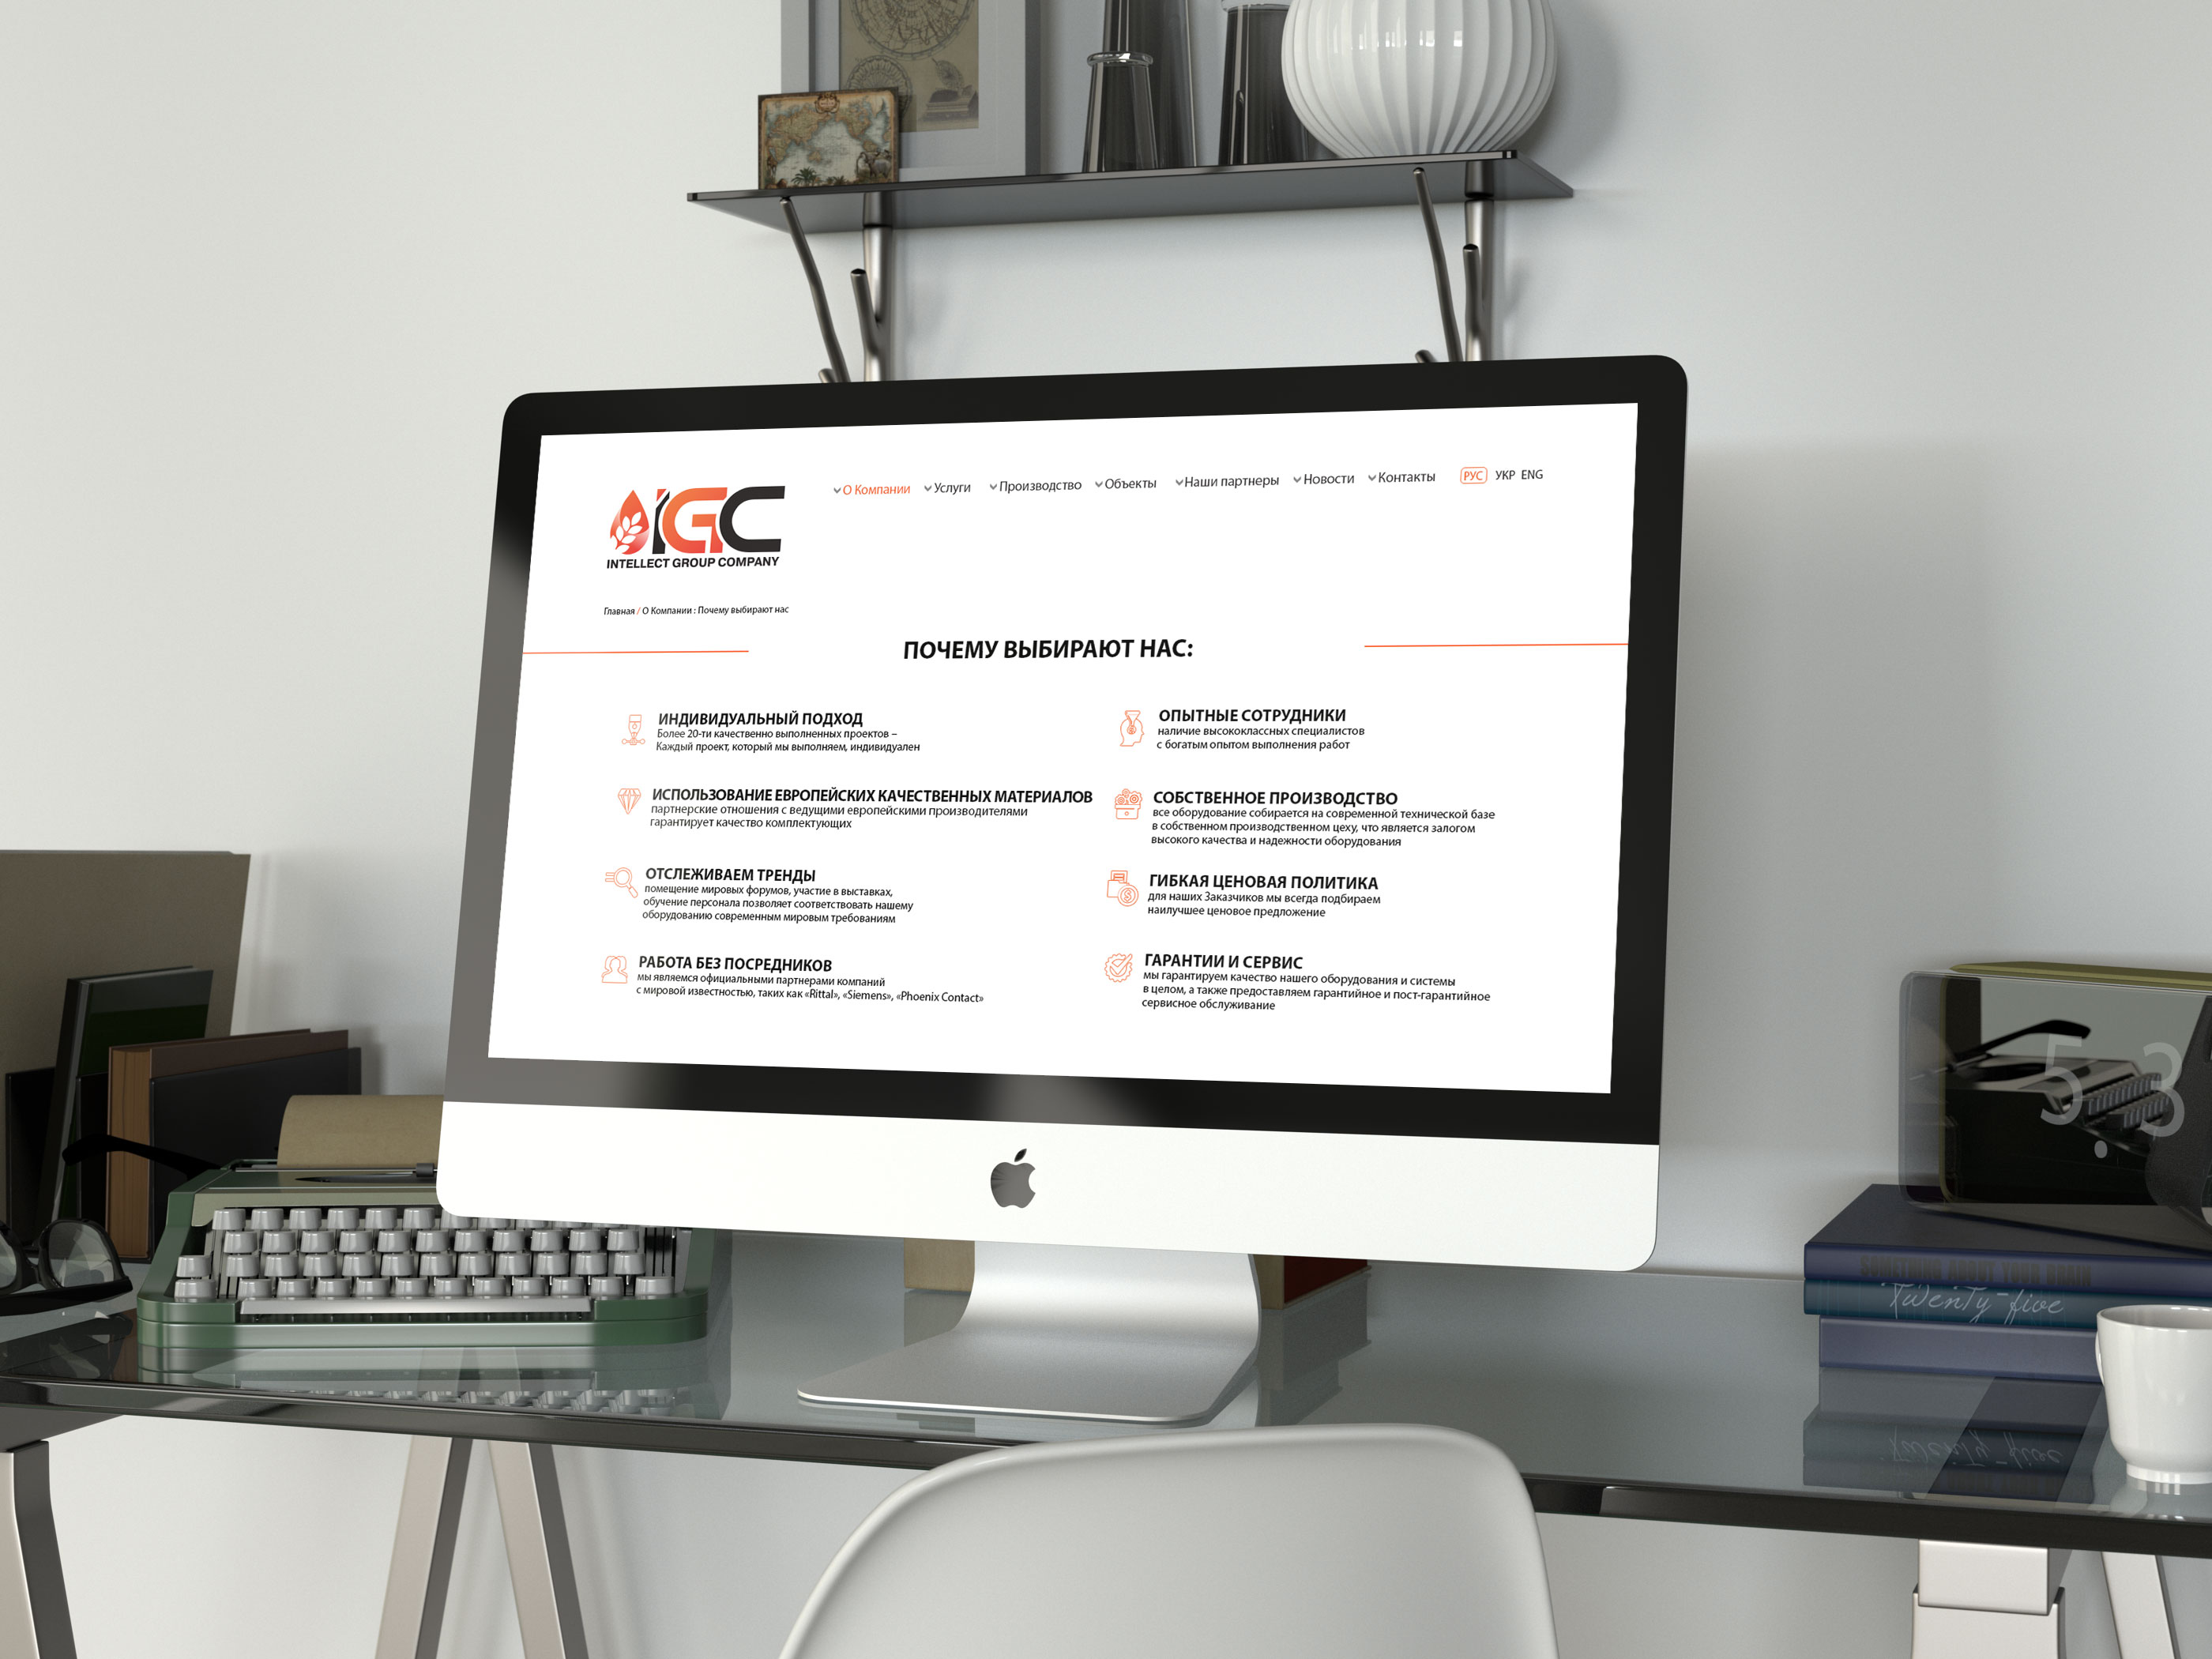 IGC
INTELLECT GROUP COMPANY
О Компании Услуги Производство Объекты Наши партнеры Новости Контакты РУС УКР ENG
Главная / О Компании : Почему выбирают нас
ПОЧЕМУ ВЫБИРАЮТ НАС:
ИНДИВИДУАЛЬНЫЙ ПОДХОД
Более 20-ти качественно выполненных проектов –
Каждый проект, который мы выполняем, индивидуален
ОПЫТНЫЕ СОТРУДНИКИ
наличие высококлассных специалистов
с богатым опытом выполнения работ
ИСПОЛЬЗОВАНИЕ ЕВРОПЕЙСКИХ КАЧЕСТВЕННЫХ МАТЕРИАЛОВ
партнерские отношения с ведущими европейскими производителями
гарантирует качество комплектующих
СОБСТВЕННОЕ ПРОИЗВОДСТВО
все оборудование собирается на современной технической базе
в собственном производственном цеху, что является залогом
высокого качества и надежности оборудования
ОТСЛЕЖИВАЕМ ТРЕНДЫ
помещение мировых форумов, участие в выставках,
обучение персонала позволяет соответствовать нашему
оборудованию современным мировым требованиям
ГИБКАЯ ЦЕНОВАЯ ПОЛИТИКА
для наших Заказчиков мы всегда подбираем
наилучшее ценовое предложение
РАБОТА БЕЗ ПОСРЕДНИКОВ
мы являемся официальными партнерами компаний
с мировой известностью, таких как «Rittal», «Siemens», «Phoenix Contact»
ГАРАНТИИ И СЕРВИС
мы гарантируем качество нашего оборудования и системы
в целом, а также предоставляем гарантийное и пост-гарантийное
сервисное обслуживание
5.3
SOMETHING ABOUT YOUR BRAIN
Twenty-five